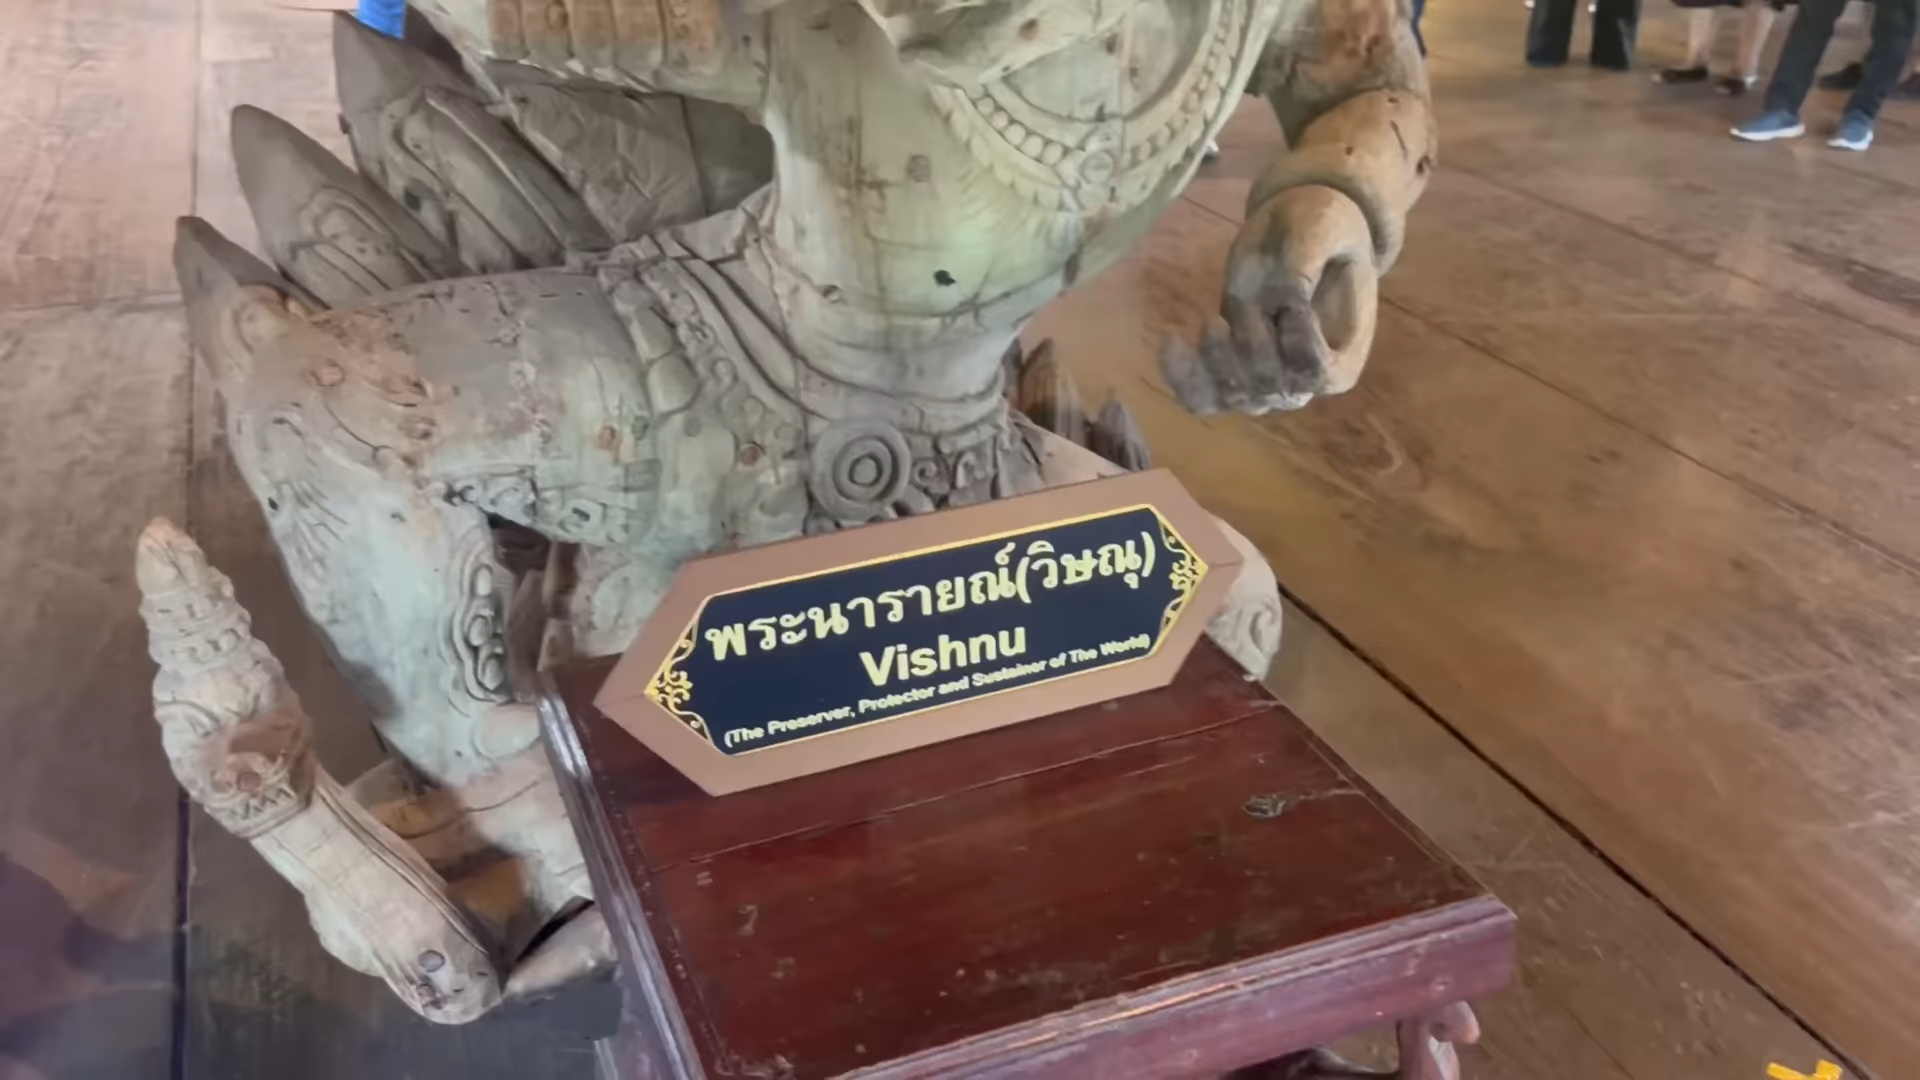 พระนารายณ์(วิษณุ)
Vishnu
(The Preserver, Protector and Sustainer of The World)